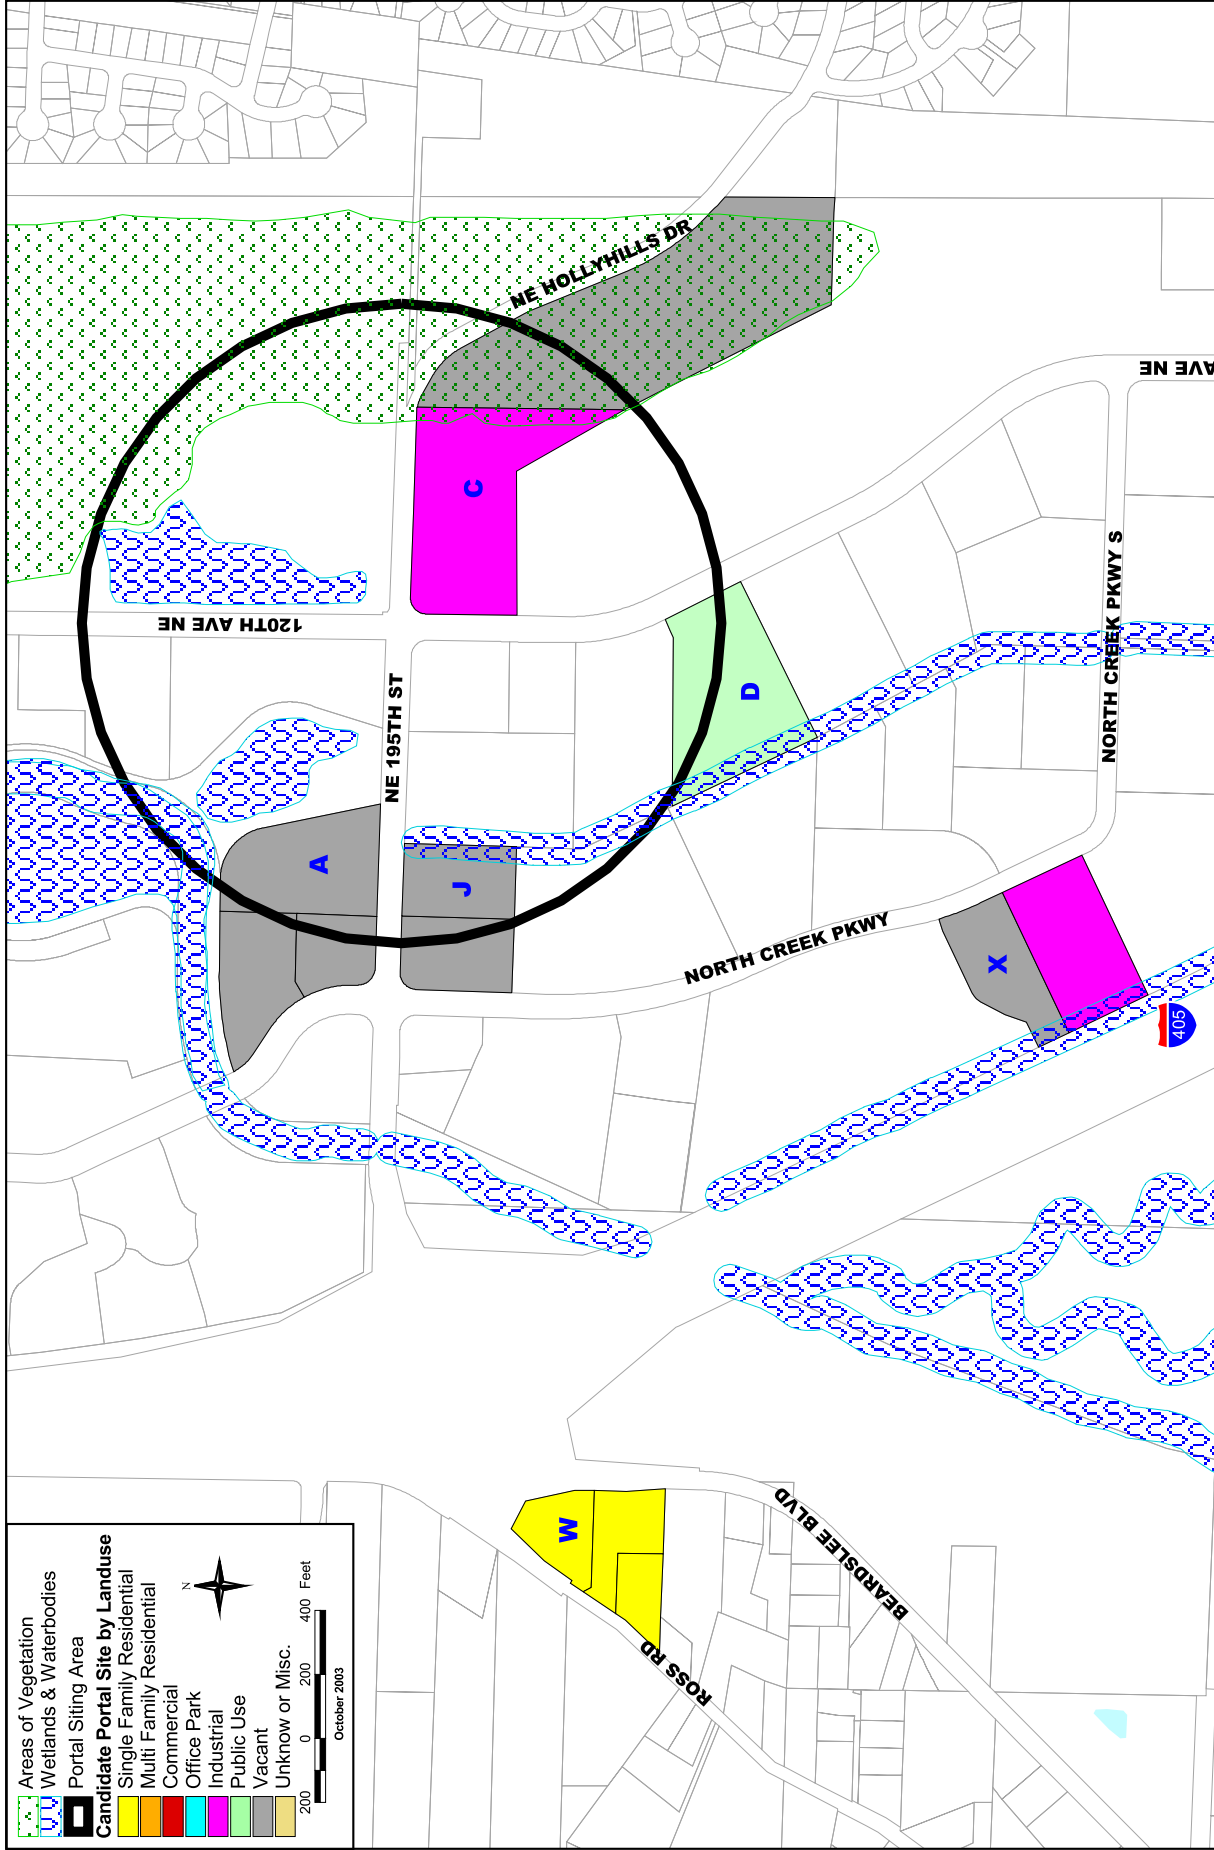 Areas of Vegetation
Wetlands & Waterbodies
Portal Siting Area
Candidate Portal Site by Landuse
Single Family Residential
Multi Family Residential
Commercial
Office Park
Industrial
Public Use
Vacant
Unknow or Misc.
N
200 0 200 400 Feet
October 2003
120TH AVE NE
NE 195TH ST
NE HOLLYHILLS DR
AVE NE
NORTH CREEK PKWY S
NORTH CREEK PKWY
405
BEARDSLEE BLVD
ROSS RD
A
J
C
D
X
W